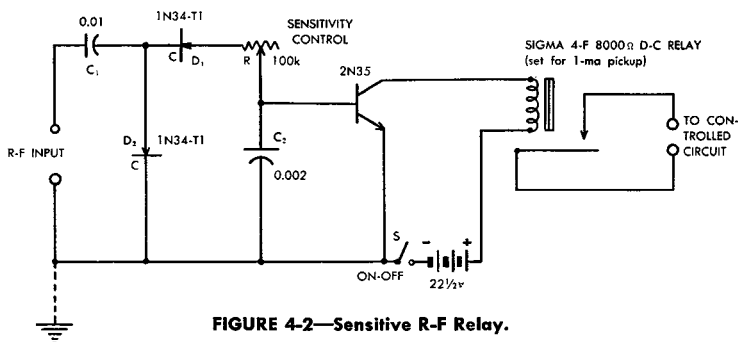 0.01
1N34-T1
SENSITIVITY
CONTROL
SIGMA 4-F 8000Ω D-C RELAY
(set for 1-ma pickup)
C₁
C
D₁
R
100k
2N35
D₂
1N34-T1
C
C₂
0.002
R-F INPUT
TO CON-
TROLLED
CIRCUIT
S
ON-OFF
-
+
22½v
FIGURE 4-2—Sensitive R-F Relay.